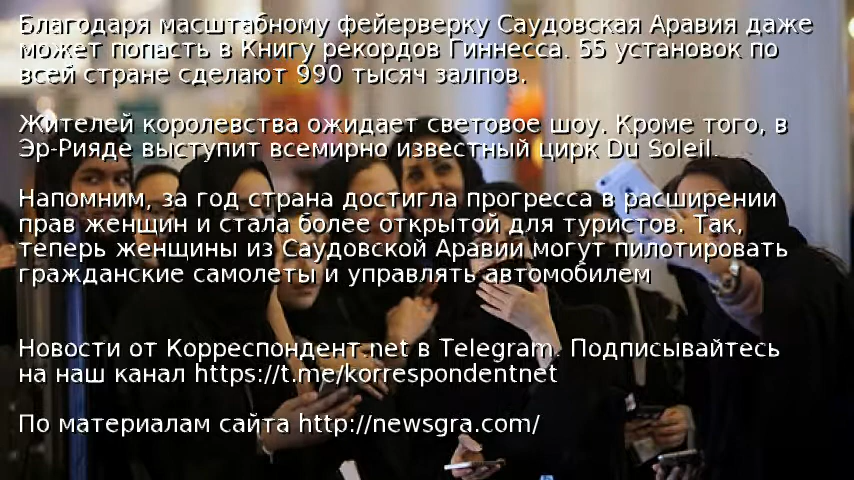 Благодаря масштабному фейерверку Саудовская Аравия даже
может попасть в Книгу рекордов Гиннесса. 55 установок по
всей стране сделают 990 тысяч залпов.
Жителей королевства ожидает световое шоу. Кроме того, в
Эр-Рияде выступит всемирно известный цирк Du Soleil.
Напомним, за год страна достигла прогресса в расширении
прав женщин и стала более открытой для туристов. Так,
теперь женщины из Саудовской Аравии могут пилотировать
гражданские самолеты и управлять автомобилем
Новости от Корреспондент.net в Telegram. Подписывайтесь
на наш канал https://t.me/korrespondentnet
По материалам сайта http://newsgra.com/